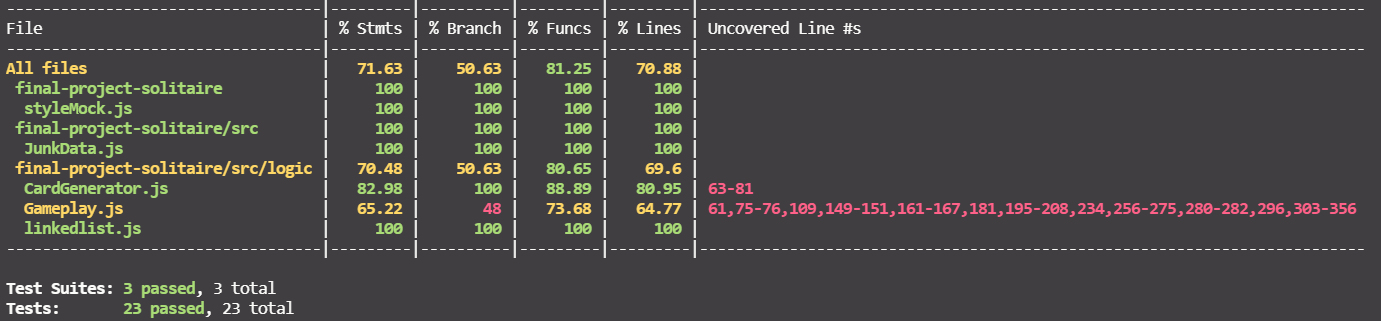 --------------------------------|---------|----------|---------|---------|---------------------------------------------------------------------------
File                            | % Stmts | % Branch | % Funcs | % Lines | Uncovered Line #s
--------------------------------|---------|----------|---------|---------|---------------------------------------------------------------------------
All files                       |   71.63 |    50.63 |   81.25 |   70.88 |
 final-project-solitaire        |     100 |      100 |     100 |     100 |
  styleMock.js                  |     100 |      100 |     100 |     100 |
 final-project-solitaire/src    |     100 |      100 |     100 |     100 |
  JunkData.js                   |     100 |      100 |     100 |     100 |
 final-project-solitaire/src/logic |   70.48 |    50.63 |   80.65 |    69.6 |
  CardGenerator.js              |   82.98 |      100 |   88.89 |   80.95 | 63-81
  Gameplay.js                   |   65.22 |       48 |   73.68 |   64.77 | 61,75-76,109,149-151,161-167,181,195-208,234,256-275,280-282,296,303-356
  linkedlist.js                 |     100 |      100 |     100 |     100 |
--------------------------------|---------|----------|---------|---------|---------------------------------------------------------------------------
Test Suites: 3 passed, 3 total
Tests:       23 passed, 23 total